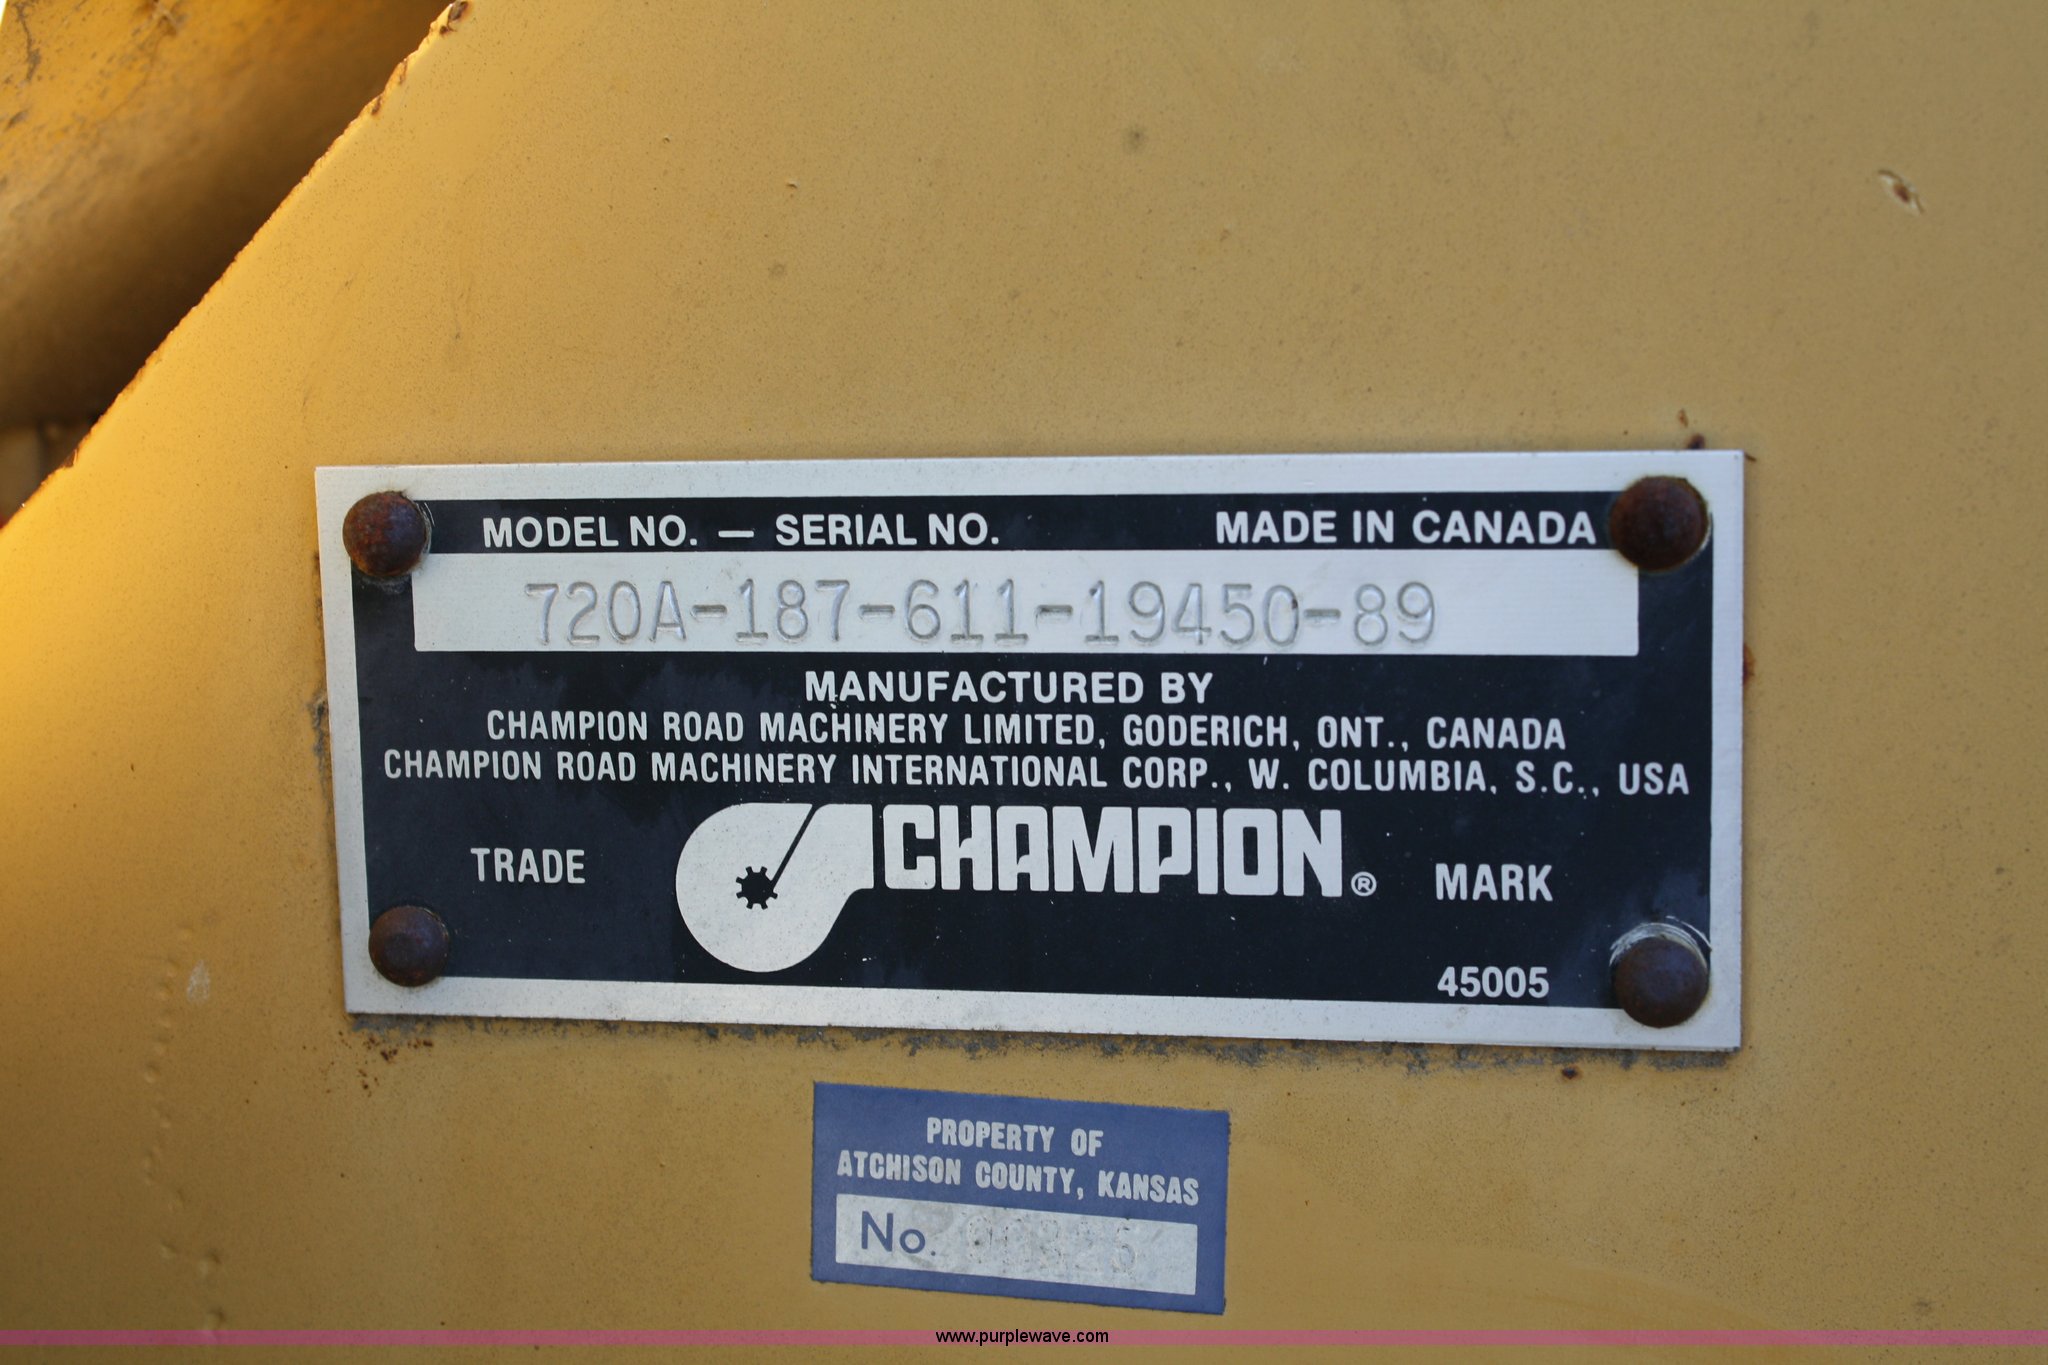 MODEL NO. — SERIAL NO. MADE IN CANADA
720A-187-611-19450-89
MANUFACTURED BY
CHAMPION ROAD MACHINERY LIMITED, GODERICH, ONT., CANADA
CHAMPION ROAD MACHINERY INTERNATIONAL CORP., W. COLUMBIA, S.C., USA
TRADE CHAMPION® MARK
45005
PROPERTY OF
ATCHISON COUNTY, KANSAS
No.
www.purplewave.com